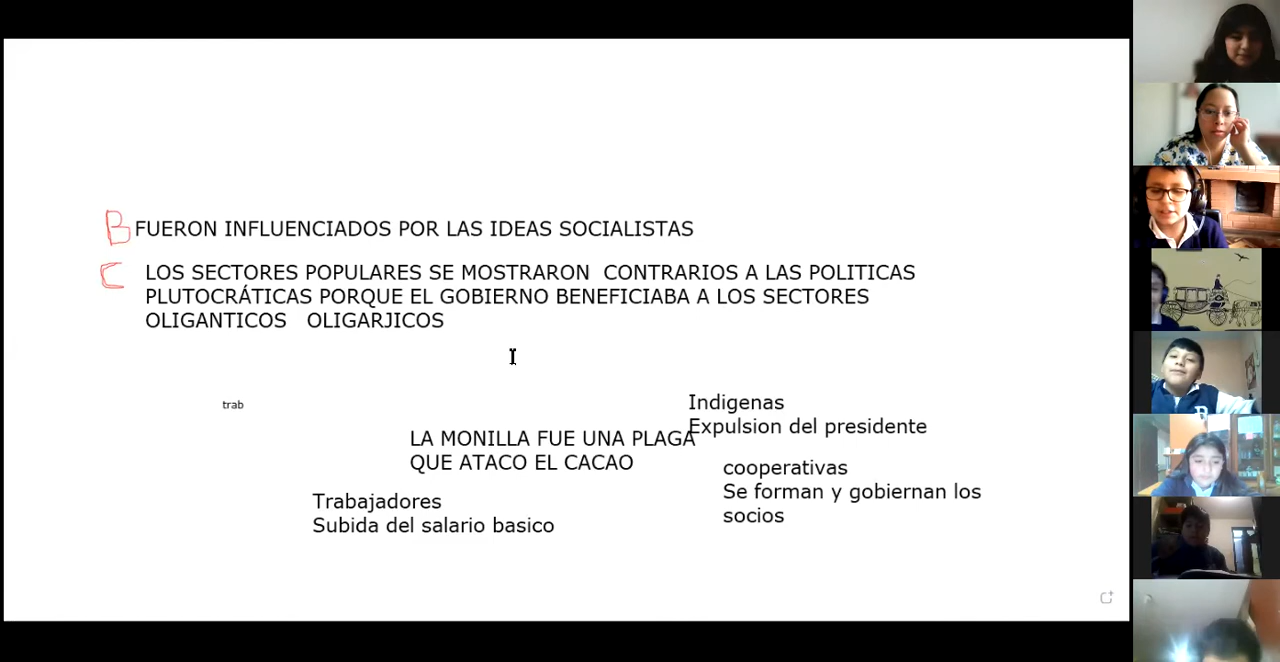 B FUERON INFLUENCIADOS POR LAS IDEAS SOCIALISTAS
C LOS SECTORES POPULARES SE MOSTRARON CONTRARIOS A LAS POLITICAS
PLUTOCRÁTICAS PORQUE EL GOBIERNO BENEFICIABA A LOS SECTORES
OLIGANTICOS OLIGARJICOS
trab
Indigenas
Expulsion del presidente
LA MONILLA FUE UNA PLAGA
QUE ATACO EL CACAO
cooperativas
Se forman y gobiernan los
socios
Trabajadores
Subida del salario basico